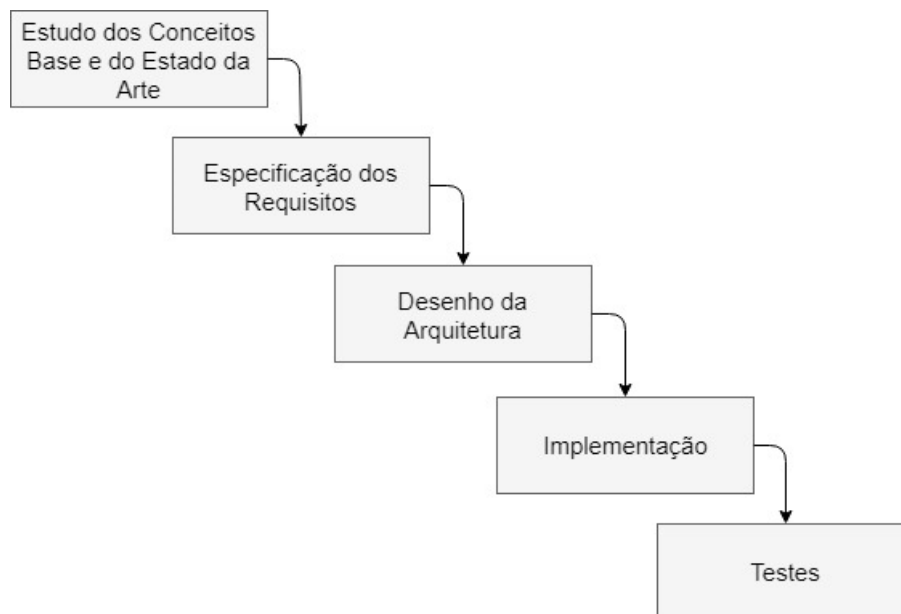 Estudo dos Conceitos
Base e do Estado da
Arte
Especificação dos
Requisitos
Desenho da
Arquitetura
Implementação
Testes